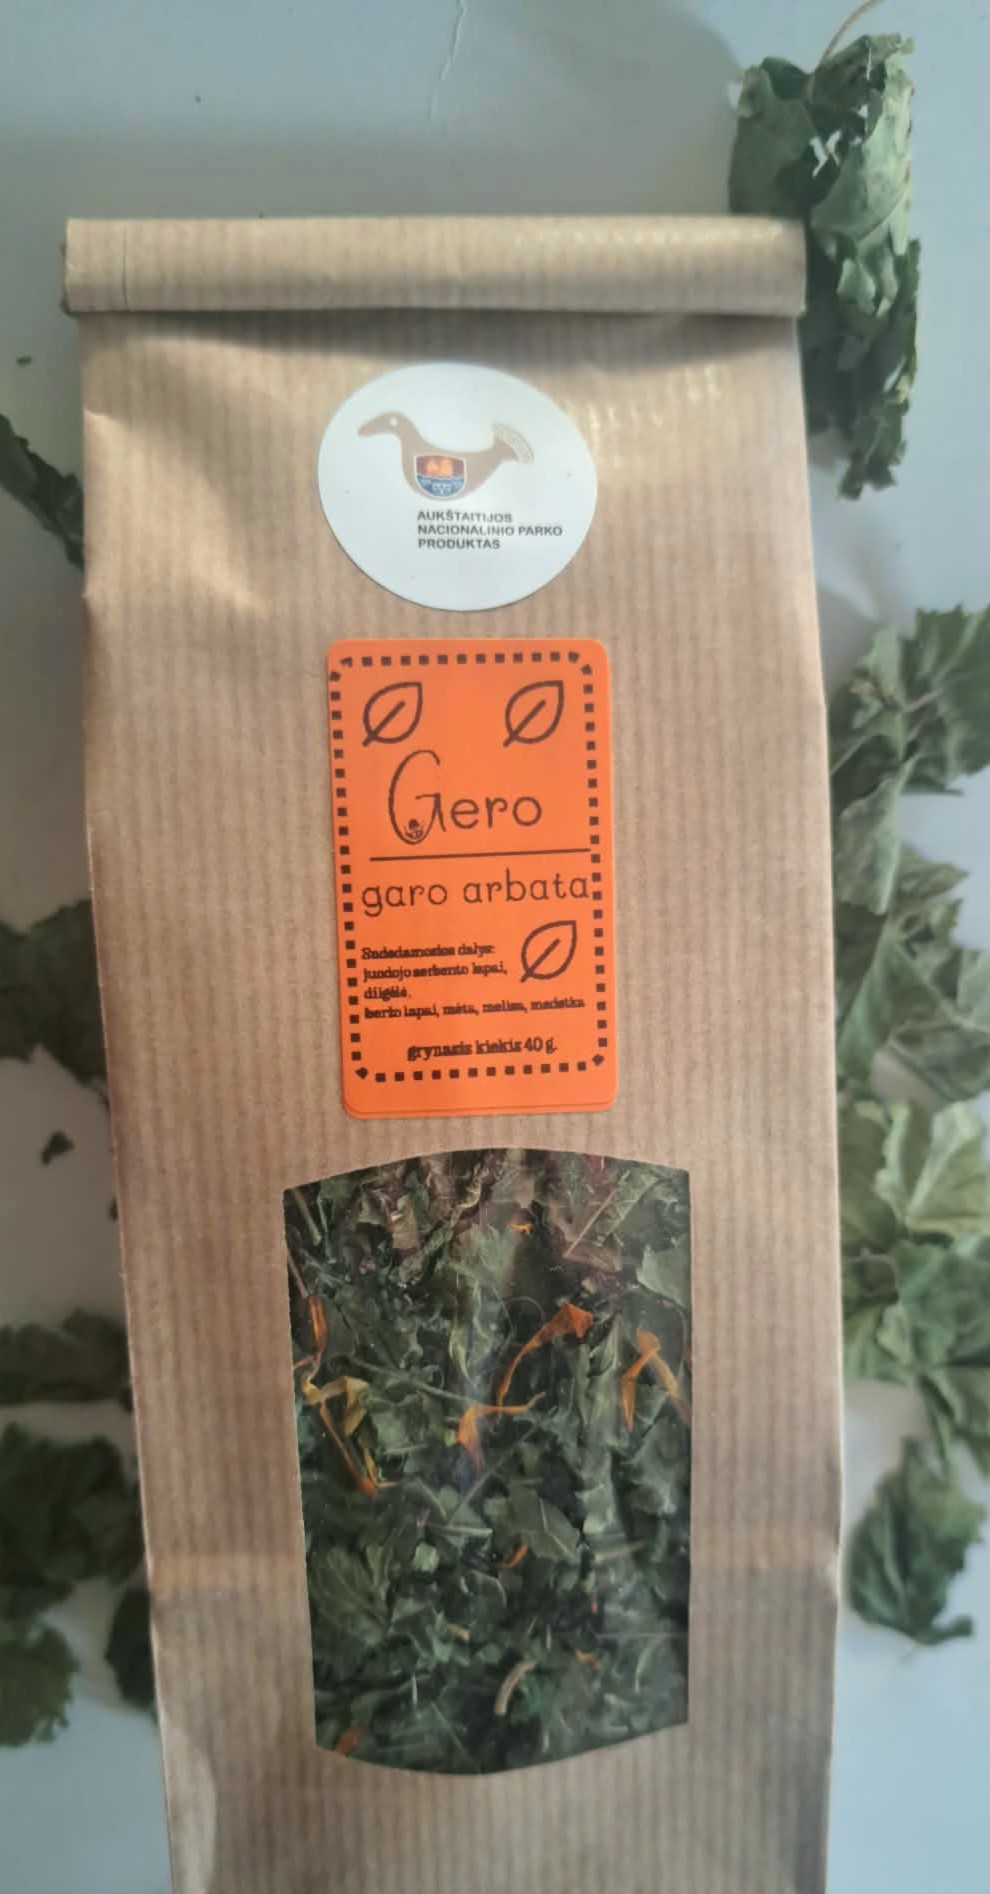 AUKŠTAITIJOS
NACIONALINIO PARKO
PRODUKTAS
Gero
garo arbata
Sudedamosios dalys:
juodojo serbento lapai,
dilgėlė,
beržo lapai, mėta, melisa, medetka
grynasis kiekis 40 g.